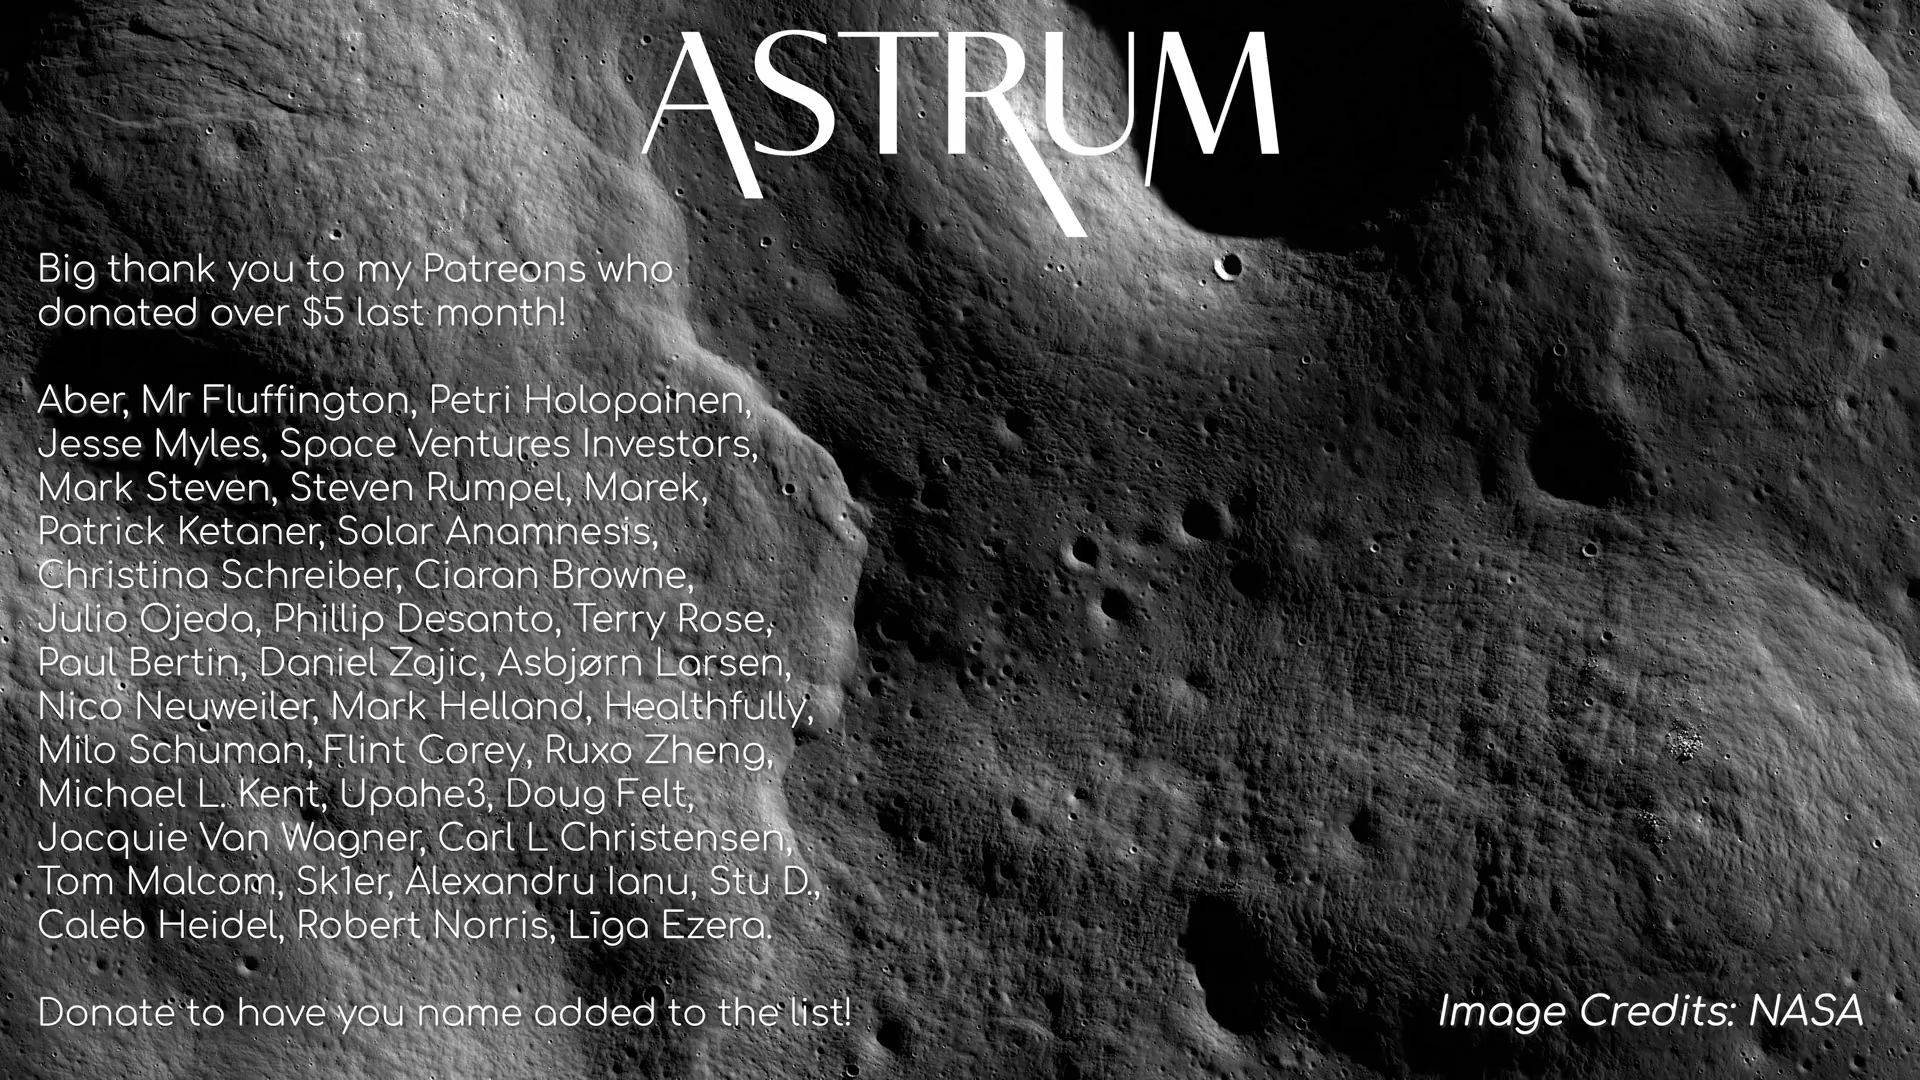 ASTRUM
Big thank you to my Patreons who
donated over $5 last month!
Aber, Mr Fluffington, Petri Holopainen,
Jesse Myles, Space Ventures Investors,
Mark Steven, Steven Rumpel, Marek,
Patrick Ketaner, Solar Anamnesis,
Christina Schreiber, Ciaran Browne,
Julio Ojeda, Phillip Desanto, Terry Rose,
Paul Bertin, Daniel Zajic, Asbjørn Larsen,
Nico Neuweiler, Mark Helland, Healthfully,
Milo Schuman, Flint Corey, Ruxo Zheng,
Michael L. Kent, Upahe3, Doug Felt,
Jacquie Van Wagner, Carl L Christensen,
Tom Malcom, Sk1er, Alexandru Ianu, Stu D.,
Caleb Heidel, Robert Norris, Līga Ezera.
Donate to have you name added to the list!
Image Credits: NASA